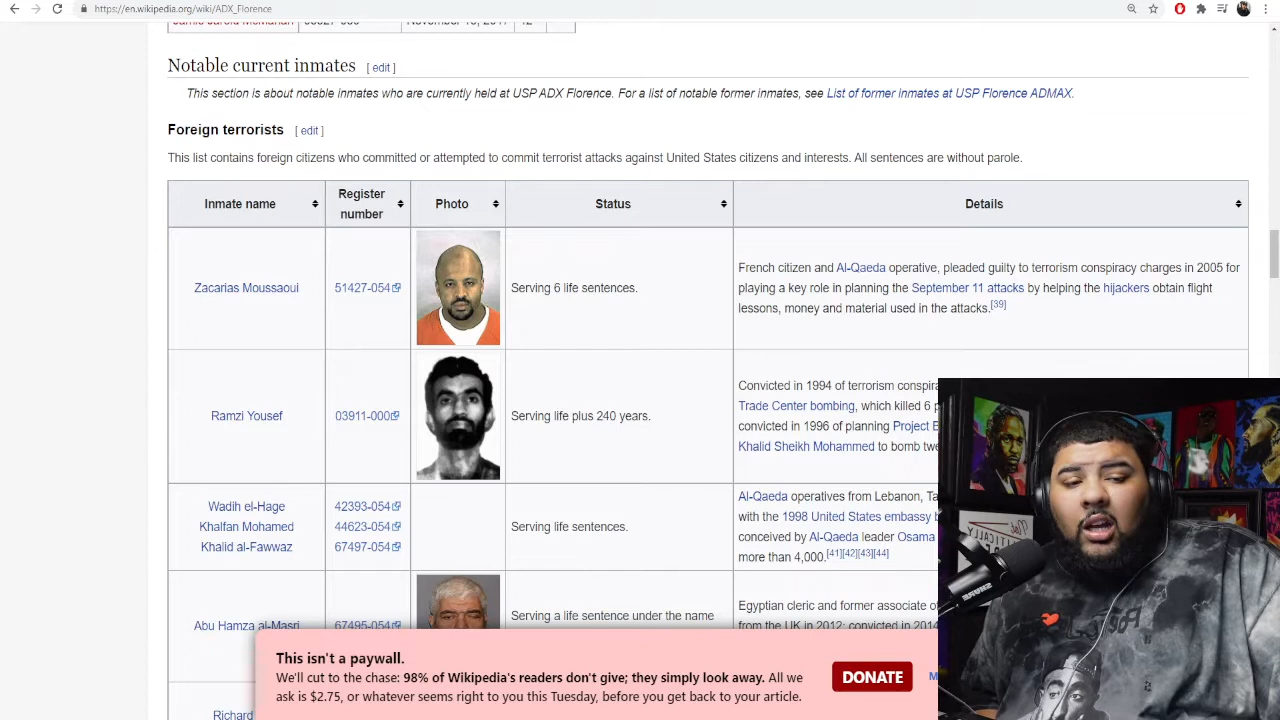 https://en.wikipedia.org/wiki/ADX_Florence
Notable current inmates [ edit ]
This section is about notable inmates who are currently held at USP ADX Florence. For a list of notable former inmates, see List of former inmates at USP Florence ADMAX.
Foreign terrorists [ edit ]
This list contains foreign citizens who committed or attempted to commit terrorist attacks against United States citizens and interests. All sentences are without parole.
Inmate name Register number Photo Status Details
Zacarias Moussaoui 51427-054 Serving 6 life sentences.
French citizen and Al-Qaeda operative, pleaded guilty to terrorism conspiracy charges in 2005 for
playing a key role in planning the September 11 attacks by helping the hijackers obtain flight
lessons, money and material used in the attacks.[39]
Ramzi Yousef 03911-000 Serving life plus 240 years.
Convicted in 1994 of terrorism conspira
Trade Center bombing, which killed 6 p
convicted in 1996 of planning Project B
Khalid Sheikh Mohammed to bomb twe
Wadih el-Hage 42393-054
Khalfan Mohamed 44623-054 Serving life sentences.
Khalid al-Fawwaz 67497-054
Al-Qaeda operatives from Lebanon, Ta
with the 1998 United States embassy b
conceived by Al-Qaeda leader Osama
more than 4,000.[41][42][43][44]
Abu Hamza al-Masri 67495-054 Serving a life sentence under the name
Egyptian cleric and former associate of
from the UK in 2012; convicted in 2014
Richard
This isn't a paywall.
We'll cut to the chase: 98% of Wikipedia's readers don't give; they simply look away. All we
ask is $2.75, or whatever seems right to you this Tuesday, before you get back to your article.
DONATE
M